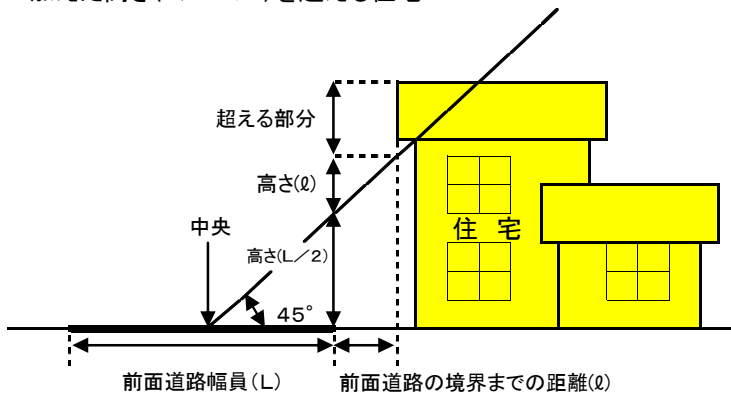 超える部分
高さ(ℓ)
中央
高さ(L/2)
住 宅
45°
前面道路幅員(L)
前面道路の境界までの距離(ℓ)